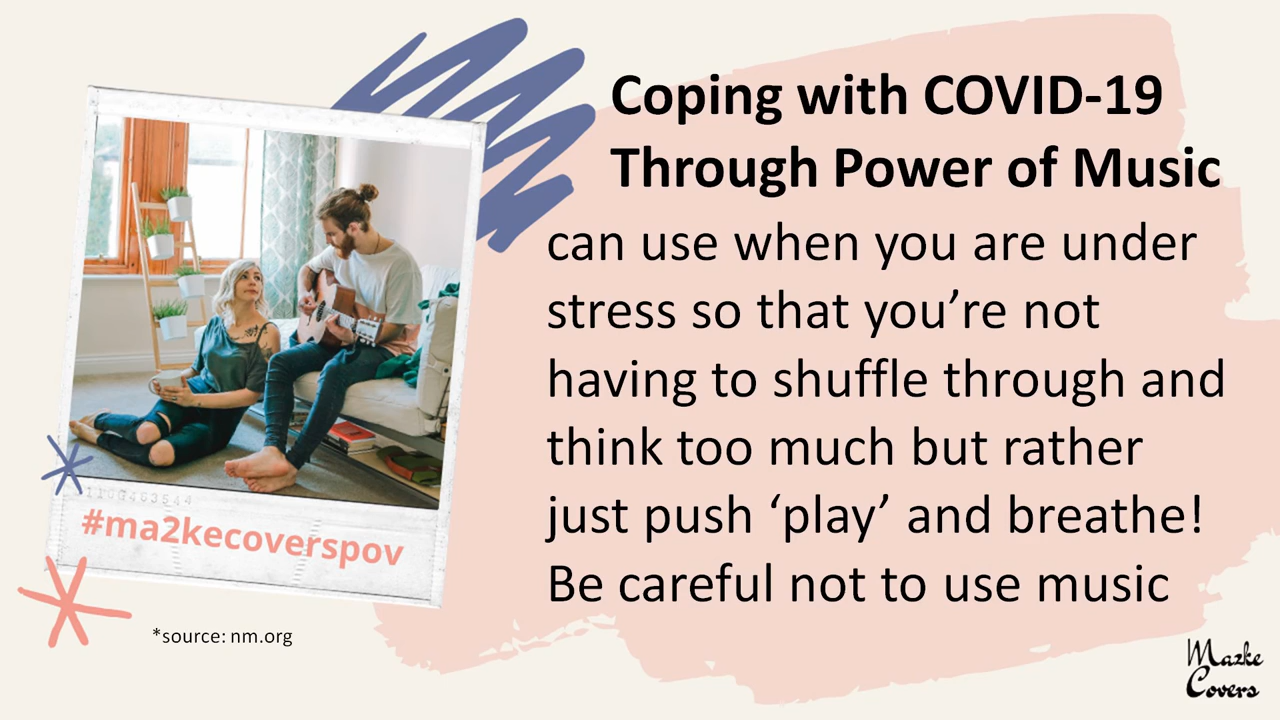 Coping with COVID-19
Through Power of Music
can use when you are under
stress so that you’re not
having to shuffle through and
think too much but rather
just push ‘play’ and breathe!
Be careful not to use music
110G463544
#ma2kecoverspov
*source: nm.org
Mazke
Covers